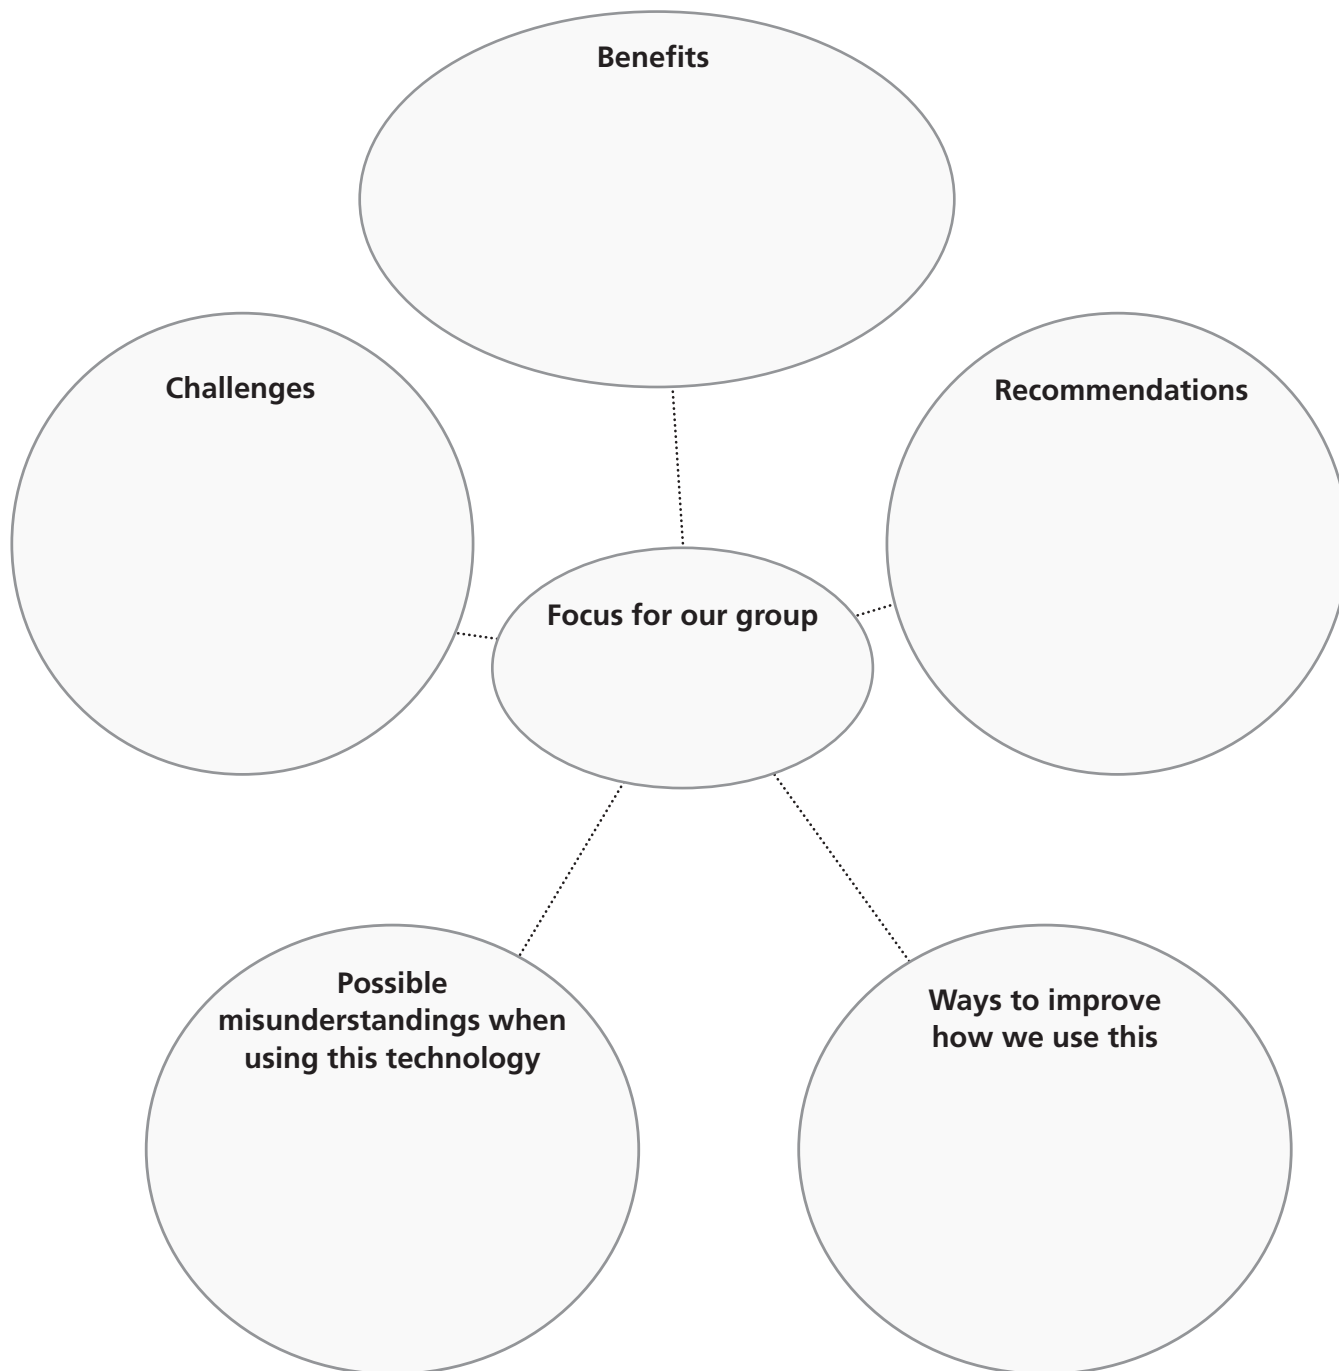 Benefits
Challenges
Recommendations
Focus for our group
Possible
misunderstandings when
using this technology
Ways to improve
how we use this